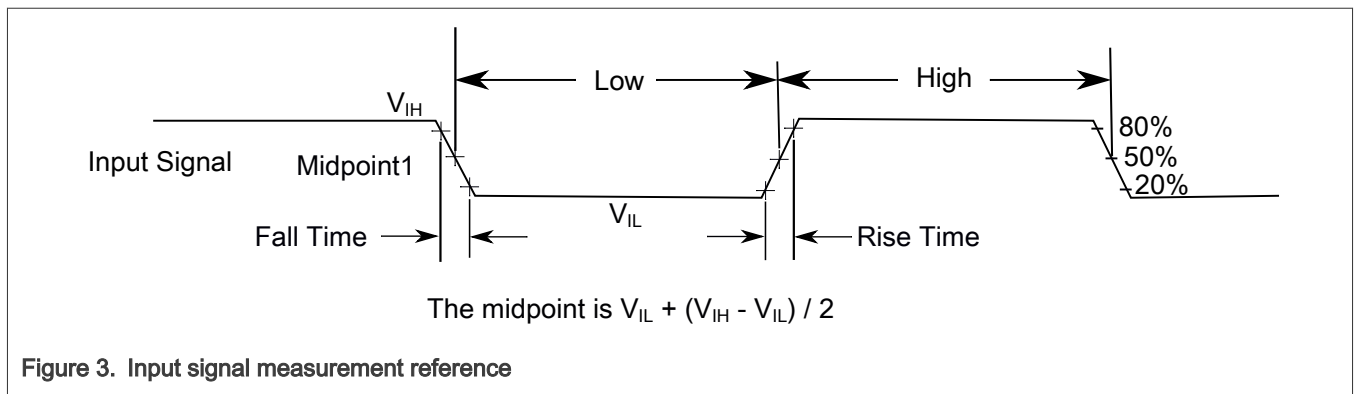 Low
High
V_IH
80%
Input Signal
Midpoint1
50%
20%
V_IL
Fall Time
Rise Time
The midpoint is V_IL + (V_IH - V_IL) / 2
Figure 3. Input signal measurement reference